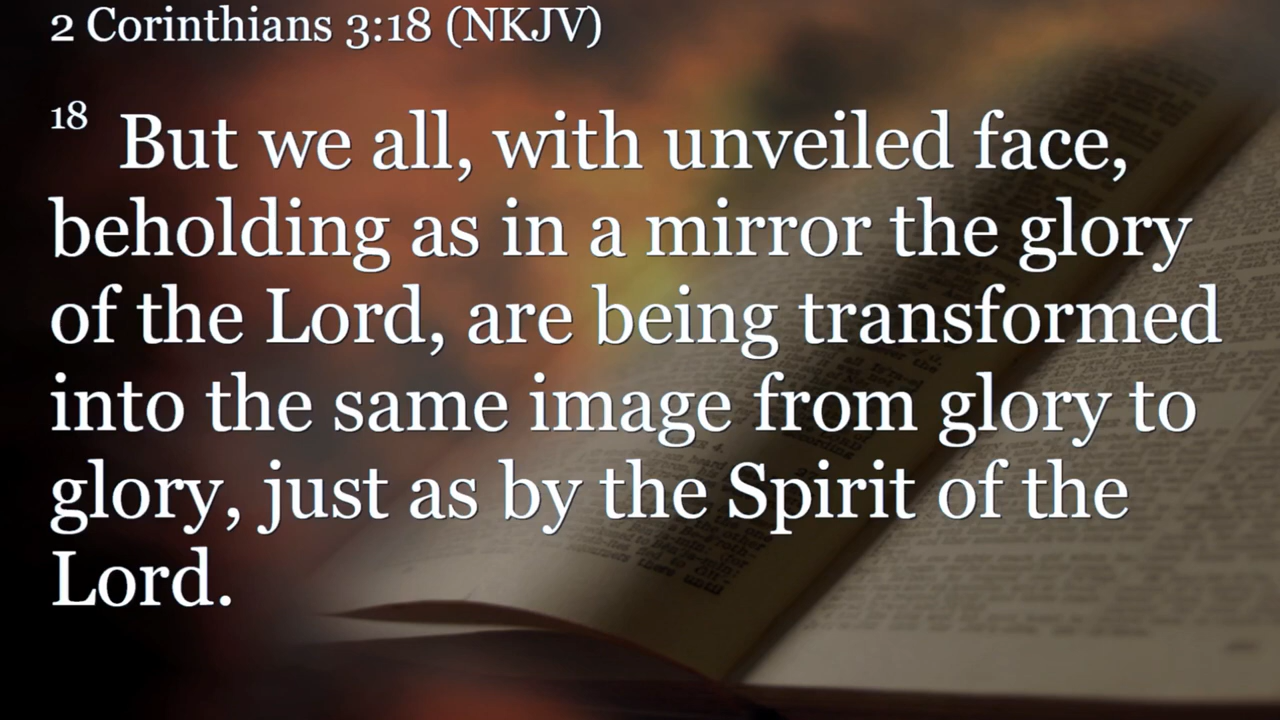 2 Corinthians 3:18 (NKJV)
18 But we all, with unveiled face,
beholding as in a mirror the glory
of the Lord, are being transformed
into the same image from glory to
glory, just as by the Spirit of the
Lord.